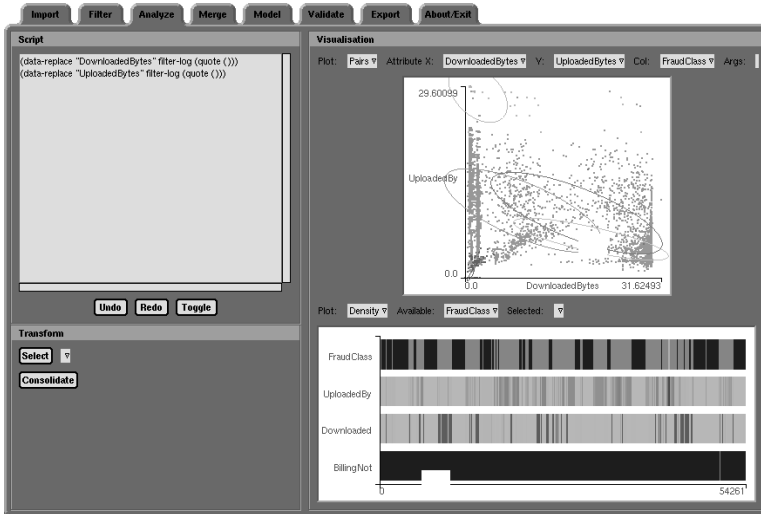 Import Filter Analyze Merge Model Validate Export About/Exit
Script
(data-replace "DownloadedBytes" filter-log (quote ()))
(data-replace "UploadedBytes" filter-log (quote ()))
Undo Redo Toggle
Transform
Select
Consolidate
Visualisation
Plot: Pairs Attribute X: DownloadedBytes Y: UploadedBytes Col: FraudClass Args:
29.60099
UploadedBy
0.0
0.0 DownloadedBytes 31.62493
Plot: Density Available: FraudClass Selected:
FraudClass
UploadedBy
Downloaded
BillingNot
0 54261